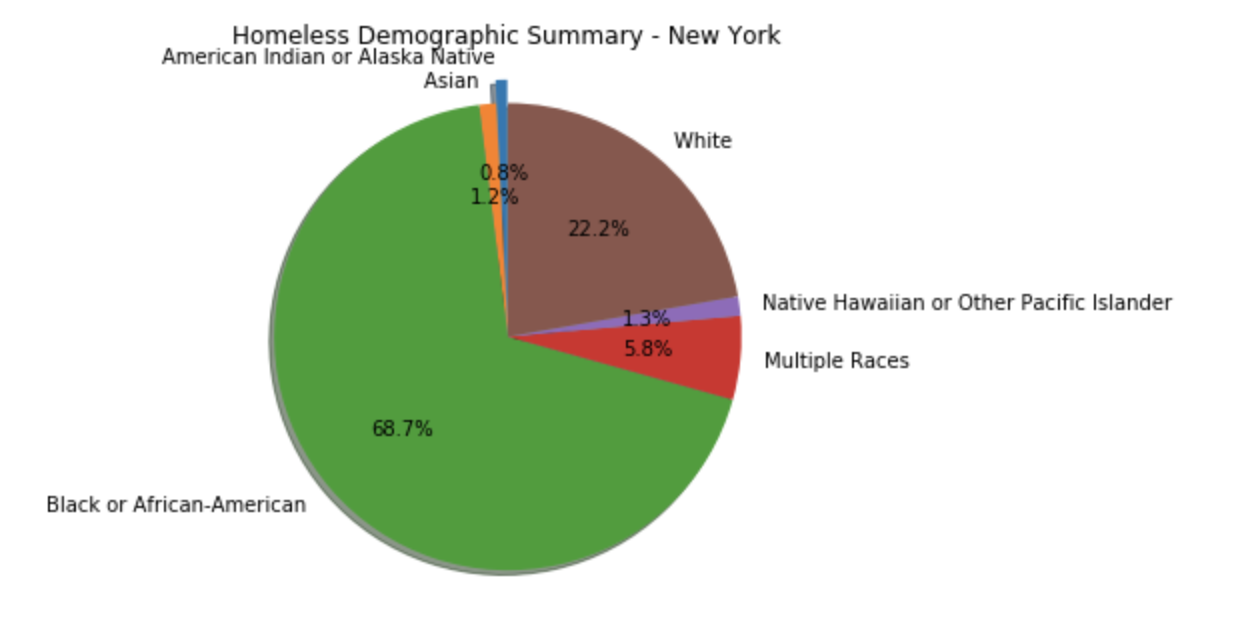 Homeless Demographic Summary - New York
American Indian or Alaska Native
Asian
White
0.8%
1.2%
22.2%
Native Hawaiian or Other Pacific Islander
1.3%
5.8%
Multiple Races
68.7%
Black or African-American